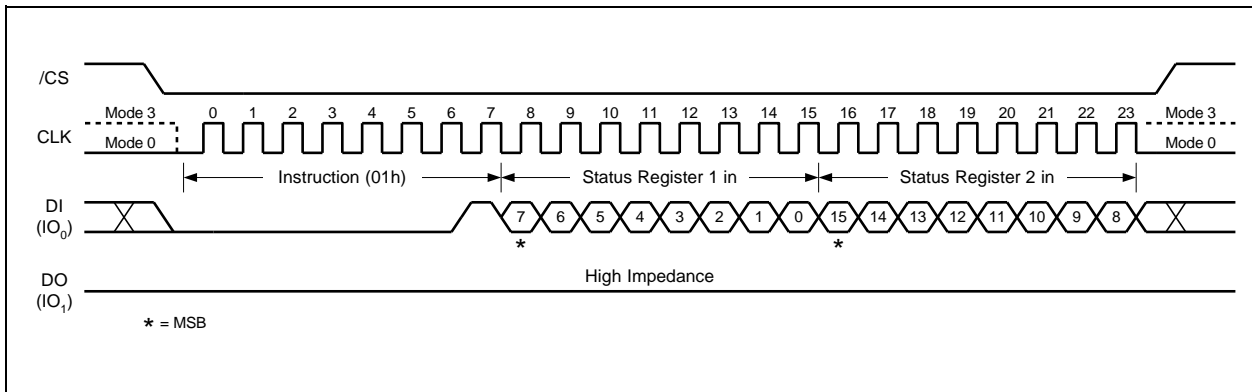 /CS
Mode 3 0 1 2 3 4 5 6 7 8 9 10 11 12 13 14 15 16 17 18 19 20 21 22 23 Mode 3
CLK Mode 0 Mode 0
Instruction (01h) Status Register 1 in Status Register 2 in
DI
(IO0) 7 6 5 4 3 2 1 0 15 14 13 12 11 10 9 8
* *
High Impedance
DO
(IO1)
* = MSB